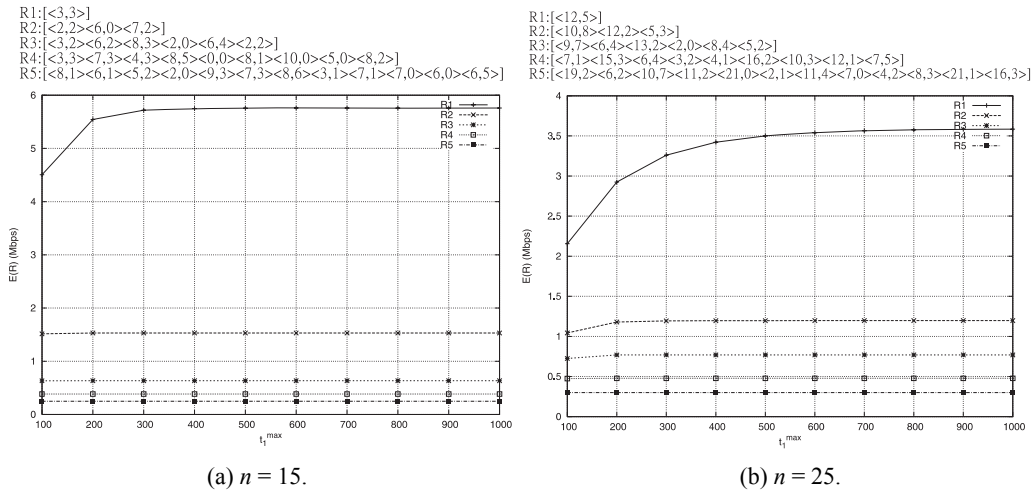 R1:[<3,3>]
R2:[<2,2><6,0><7,2>]
R3:[<3,2><6,2><8,3><2,0><6,4><2,2>]
R4:[<3,3><7,3><4,3><8,5><0,0><8,1><10,0><5,0><8,2>]
R5:[<8,1><6,1><5,2><2,0><9,3><7,3><8,6><3,1><7,1><7,0><6,0><6,5>]
6
5
4
3
2
1
0
E(R) (Mbps)
R1
R2
R3
R4
R5
100 200 300 400 500 600 700 800 900 1000
t₁ᵐᵃˣ
(a) n = 15.
R1:[<12,5>]
R2:[<10,8><12,2><5,3>]
R3:[<9,7><6,4><13,2><2,0><8,4><5,2>]
R4:[<7,1><15,3><6,4><3,2><4,1><16,2><10,3><12,1><7,5>]
R5:[<19,2><6,2><10,7><11,2><21,0><2,1><11,4><7,0><4,2><8,3><21,1><16,3>]
4
3.5
3
2.5
2
1.5
1
0.5
0
E(R) (Mbps)
R1
R2
R3
R4
R5
100 200 300 400 500 600 700 800 900 1000
t₁ᵐᵃˣ
(b) n = 25.